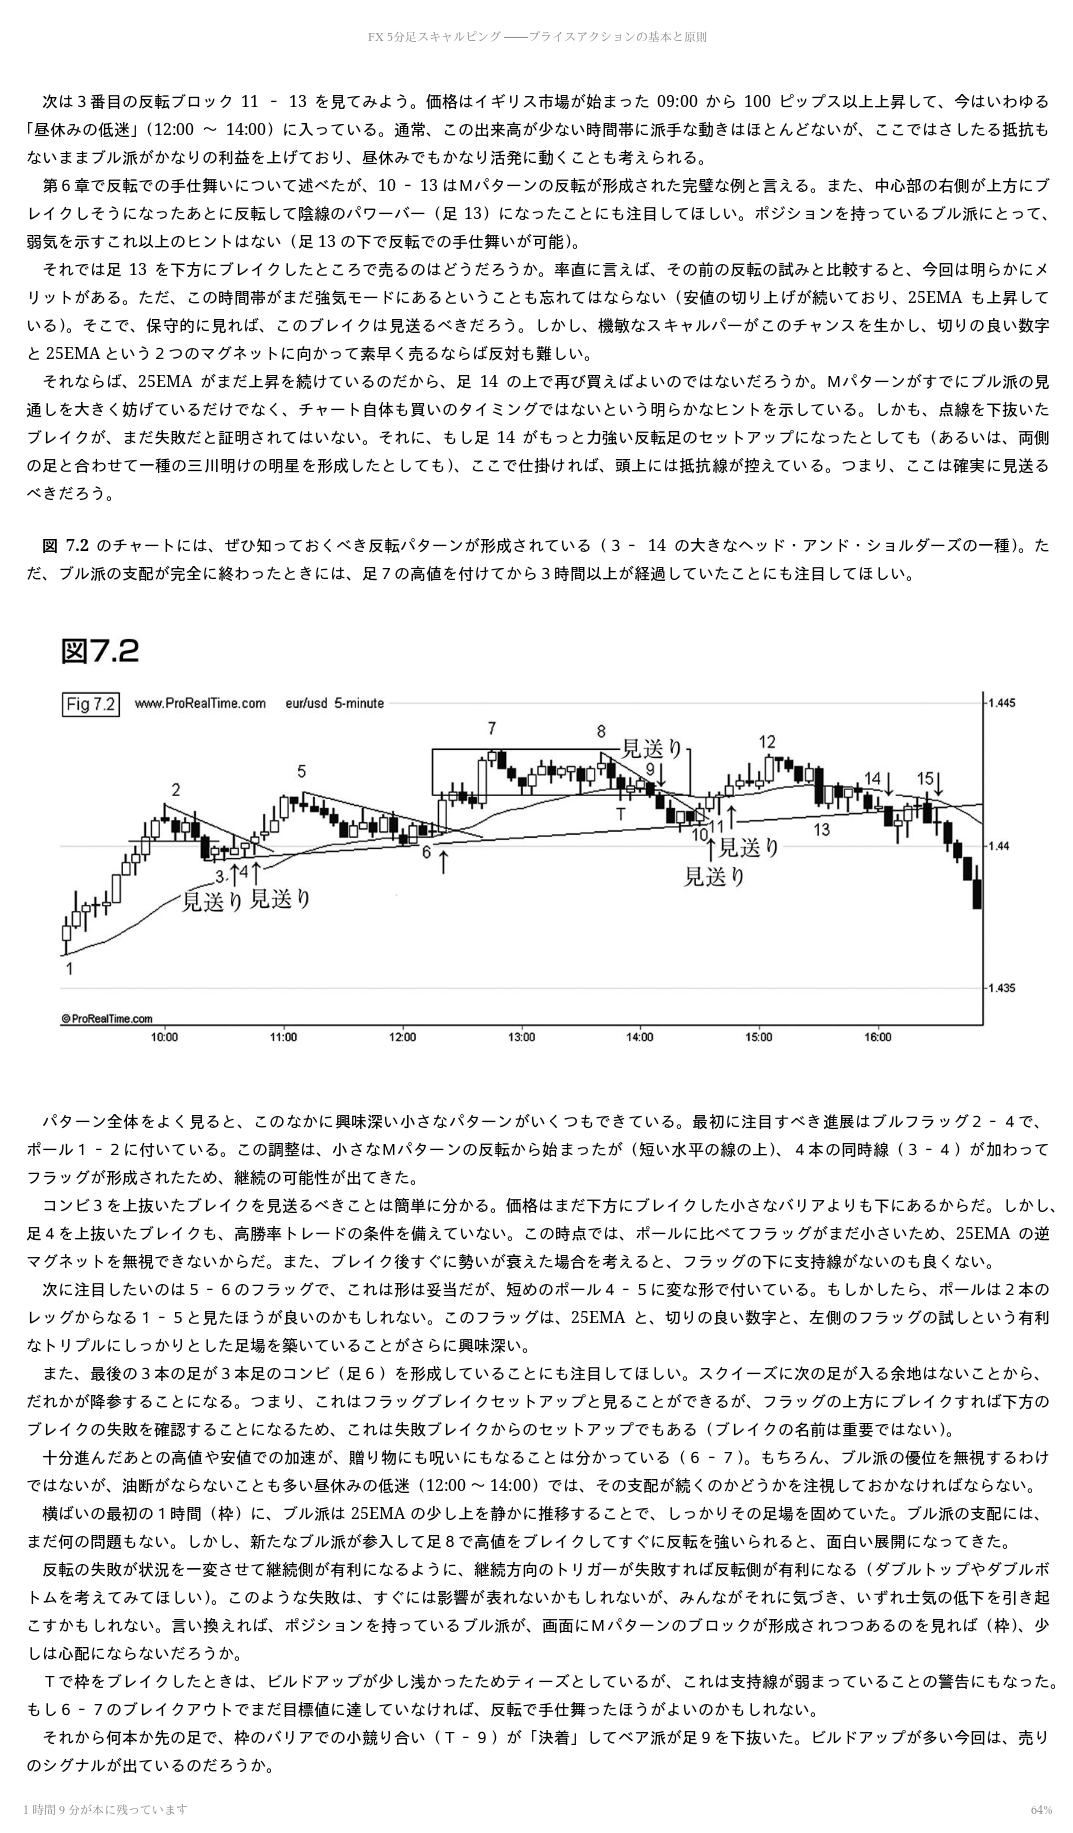 FX 5分足スキャルピング ――プライスアクションの基本と原則
次は３番目の反転ブロック 11 ‐ 13 を見てみよう。価格はイギリス市場が始まった 09:00 から 100 ピップス以上上昇して、今はいわゆる
「昼休みの低迷」（12:00 ～ 14:00）に入っている。通常、この出来高が少ない時間帯に派手な動きはほとんどないが、ここではさしたる抵抗も
ないままブル派がかなりの利益を上げており、昼休みでもかなり活発に動くことも考えられる。
第６章で反転での手仕舞いについて述べたが、10 ‐ 13 はＭパターンの反転が形成された完璧な例と言える。また、中心部の右側が上方にブ
レイクしそうになったあとに反転して陰線のパワーバー（足 13）になったことにも注目してほしい。ポジションを持っているブル派にとって、
弱気を示すこれ以上のヒントはない（足 13 の下で反転での手仕舞いが可能）。
それでは足 13 を下方にブレイクしたところで売るのはどうだろうか。率直に言えば、その前の反転の試みと比較すると、今回は明らかにメ
リットがある。ただ、この時間帯がまだ強気モードにあるということも忘れてはならない（安値の切り上げが続いており、25EMA も上昇して
いる）。そこで、保守的に見れば、このブレイクは見送るべきだろう。しかし、機敏なスキャルパーがこのチャンスを生かし、切りの良い数字
と 25EMA という２つのマグネットに向かって素早く売るならば反対も難しい。
それならば、25EMA がまだ上昇を続けているのだから、足 14 の上で再び買えばよいのではないだろうか。Ｍパターンがすでにブル派の見
通しを大きく妨げているだけでなく、チャート自体も買いのタイミングではないという明らかなヒントを示している。しかも、点線を下抜いた
ブレイクが、まだ失敗だと証明されてはいない。それに、もし足 14 がもっと力強い反転足のセットアップになったとしても（あるいは、両側
の足と合わせて一種の三川明けの明星を形成したとしても）、ここで仕掛ければ、頭上には抵抗線が控えている。つまり、ここは確実に見送る
べきだろう。
図 7.2 のチャートには、ぜひ知っておくべき反転パターンが形成されている（３ ‐ 14 の大きなヘッド・アンド・ショルダーズの一種）。た
だ、ブル派の支配が完全に終わったときには、足７の高値を付けてから３時間以上が経過していたことにも注目してほしい。
図7.2
Fig 7.2 www.ProRealTime.com eur/usd 5-minute
1.445
7
8
見送り
12
5
9
14
15
2
T
10
11
13
6
見送り
1.44
3
4
見送り
見送り
見送り
1
1.435
©ProRealTime.com
10:00 11:00 12:00 13:00 14:00 15:00 16:00
パターン全体をよく見ると、このなかに興味深い小さなパターンがいくつもできている。最初に注目すべき進展はブルフラッグ２ ‐ ４で、
ポール１ ‐ ２に付いている。この調整は、小さなＭパターンの反転から始まったが（短い水平の線の上）、４本の同時線（３ ‐ ４）が加わって
フラッグが形成されたため、継続の可能性が出てきた。
コンビ３を上抜いたブレイクを見送るべきことは簡単に分かる。価格はまだ下方にブレイクした小さなバリアよりも下にあるからだ。しかし、
足４を上抜いたブレイクも、高勝率トレードの条件を備えていない。この時点では、ポールに比べてフラッグがまだ小さいため、25EMA の逆
マグネットを無視できないからだ。また、ブレイク後すぐに勢いが衰えた場合を考えると、フラッグの下に支持線がないのも良くない。
次に注目したいのは５ ‐ ６のフラッグで、これは形は妥当だが、短めのポール４ ‐ ５に変な形で付いている。もしかしたら、ポールは２本の
レッグからなる１ ‐ ５と見たほうが良いのかもしれない。このフラッグは、25EMA と、切りの良い数字と、左側のフラッグの試しという有利
なトリプルにしっかりとした足場を築いていることがさらに興味深い。
また、最後の３本の足が３本足のコンビ（足６）を形成していることにも注目してほしい。スクイーズに次の足が入る余地はないことから、
だれかが降参することになる。つまり、これはフラッグブレイクセットアップと見ることができるが、フラッグの上方にブレイクすれば下方の
ブレイクの失敗を確認することになるため、これは失敗ブレイクからのセットアップでもある（ブレイクの名前は重要ではない）。
十分進んだあとの高値や安値での加速が、贈り物にも呪いにもなることは分かっている（６ ‐ ７）。もちろん、ブル派の優位を無視するわけ
ではないが、油断がならないことも多い昼休みの低迷（12:00 ～ 14:00）では、その支配が続くのかどうかを注視しておかなければならない。
横ばいの最初の１時間（枠）に、ブル派は 25EMA の少し上を静かに推移することで、しっかりその足場を固めていた。ブル派の支配には、
まだ何の問題もない。しかし、新たなブル派が参入して足８で高値をブレイクしてすぐに反転を強いられると、面白い展開になってきた。
反転の失敗が状況を一変させて継続側が有利になるように、継続方向のトリガーが失敗すれば反転側が有利になる（ダブルトップやダブルボ
トムを考えてみてほしい）。このような失敗は、すぐには影響が表れないかもしれないが、みんながそれに気づき、いずれ士気の低下を引き起
こすかもしれない。言い換えれば、ポジションを持っているブル派が、画面にＭパターンのブロックが形成されつつあるのを見れば（枠）、少
しは心配にならないだろうか。
Ｔで枠をブレイクしたときは、ビルドアップが少し浅かったためティーズとしているが、これは支持線が弱まっていることの警告にもなった。
もし６ ‐ ７のブレイクアウトでまだ目標値に達していなければ、反転で手仕舞ったほうがよいのかもしれない。
それから何本か先の足で、枠のバリアでの小競り合い（Ｔ ‐ ９）が「決着」してベア派が足９を下抜いた。ビルドアップが多い今回は、売り
のシグナルが出ているのだろうか。
1 時間 9 分が本に残っています
64%